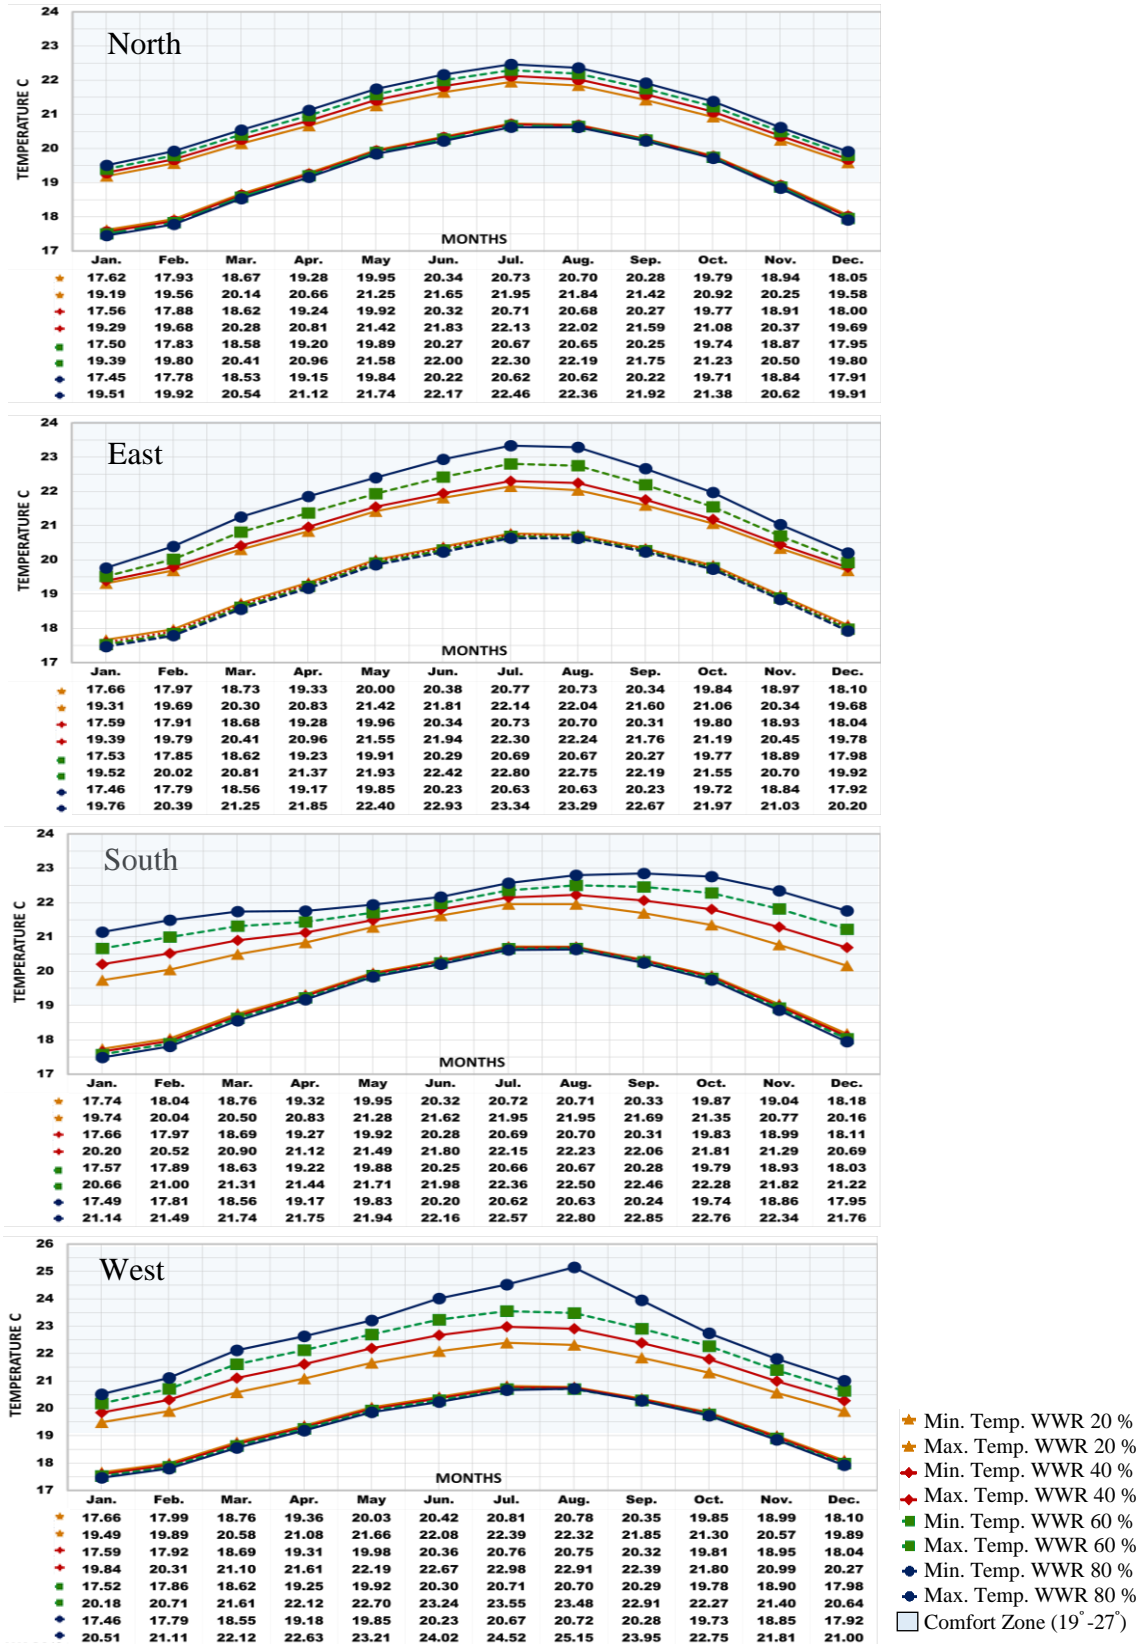 24
North
23
22
21
20
19
18
17
TEMPERATURE C
MONTHS
Jan. Feb. Mar. Apr. May Jun. Jul. Aug. Sep. Oct. Nov. Dec.
17.62 17.93 18.67 19.28 19.95 20.34 20.73 20.70 20.28 19.79 18.94 18.05
19.19 19.56 20.14 20.66 21.25 21.65 21.95 21.84 21.42 20.92 20.25 19.58
17.56 17.88 18.62 19.24 19.92 20.32 20.71 20.68 20.27 19.77 18.91 18.00
19.29 19.68 20.28 20.81 21.42 21.83 22.13 22.02 21.59 21.08 20.37 19.69
17.50 17.83 18.58 19.20 19.89 20.27 20.67 20.65 20.25 19.74 18.87 17.95
19.39 19.80 20.41 20.96 21.58 22.00 22.30 22.19 21.75 21.23 20.50 19.80
17.45 17.78 18.53 19.15 19.84 20.22 20.62 20.62 20.22 19.71 18.84 17.91
19.51 19.92 20.54 21.12 21.74 22.17 22.46 22.36 21.92 21.38 20.62 19.91
24
East
23
22
21
20
19
18
17
TEMPERATURE C
MONTHS
Jan. Feb. Mar. Apr. May Jun. Jul. Aug. Sep. Oct. Nov. Dec.
17.66 17.97 18.73 19.33 20.00 20.38 20.77 20.73 20.34 19.84 18.97 18.10
19.31 19.69 20.30 20.83 21.42 21.81 22.14 22.04 21.60 21.06 20.34 19.68
17.59 17.91 18.68 19.28 19.96 20.34 20.73 20.70 20.31 19.80 18.93 18.04
19.39 19.79 20.41 20.96 21.55 21.94 22.30 22.24 21.76 21.19 20.45 19.78
17.53 17.85 18.62 19.23 19.91 20.29 20.69 20.67 20.27 19.77 18.89 17.98
19.52 20.02 20.81 21.37 21.93 22.42 22.80 22.75 22.19 21.55 20.70 19.92
17.46 17.79 18.56 19.17 19.85 20.23 20.63 20.63 20.23 19.72 18.84 17.92
19.76 20.39 21.25 21.85 22.40 22.93 23.34 23.29 22.67 21.97 21.03 20.20
24
South
23
22
21
20
19
18
17
TEMPERATURE C
MONTHS
Jan. Feb. Mar. Apr. May Jun. Jul. Aug. Sep. Oct. Nov. Dec.
17.74 18.04 18.76 19.32 19.95 20.32 20.72 20.71 20.33 19.87 19.04 18.18
19.74 20.04 20.50 20.83 21.28 21.62 21.95 21.95 21.69 21.35 20.77 20.16
17.66 17.97 18.69 19.27 19.92 20.28 20.69 20.70 20.31 19.83 18.99 18.11
20.20 20.52 20.90 21.12 21.49 21.80 22.15 22.23 22.06 21.81 21.29 20.69
17.57 17.89 18.63 19.22 19.88 20.25 20.66 20.67 20.28 19.79 18.93 18.03
20.66 21.00 21.31 21.44 21.71 21.98 22.36 22.50 22.46 22.28 21.82 21.22
17.49 17.81 18.56 19.17 19.83 20.20 20.62 20.63 20.24 19.74 18.86 17.95
21.14 21.49 21.74 21.75 21.94 22.16 22.57 22.80 22.85 22.76 22.34 21.76
26
West
25
24
23
22
21
20
19
18
17
TEMPERATURE C
MONTHS
Jan. Feb. Mar. Apr. May Jun. Jul. Aug. Sep. Oct. Nov. Dec.
17.66 17.99 18.76 19.36 20.03 20.42 20.81 20.78 20.35 19.85 18.99 18.10
19.49 19.89 20.58 21.08 21.66 22.08 22.39 22.32 21.85 21.30 20.57 19.89
17.59 17.92 18.69 19.31 19.98 20.36 20.76 20.75 20.32 19.81 18.95 18.04
19.84 20.31 21.10 21.61 22.19 22.67 22.98 22.91 22.39 21.80 20.99 20.27
17.52 17.86 18.62 19.25 19.92 20.30 20.71 20.70 20.29 19.78 18.90 17.98
20.18 20.71 21.61 22.12 22.70 23.24 23.55 23.48 22.91 22.27 21.40 20.64
17.46 17.79 18.55 19.18 19.85 20.23 20.67 20.72 20.28 19.73 18.85 17.92
20.51 21.11 22.12 22.63 23.21 24.02 24.52 25.15 23.95 22.75 21.81 21.00
Min. Temp. WWR 20 %
Max. Temp. WWR 20 %
Min. Temp. WWR 40 %
Max. Temp. WWR 40 %
Min. Temp. WWR 60 %
Max. Temp. WWR 60 %
Min. Temp. WWR 80 %
Max. Temp. WWR 80 %
Comfort Zone (19° -27°)